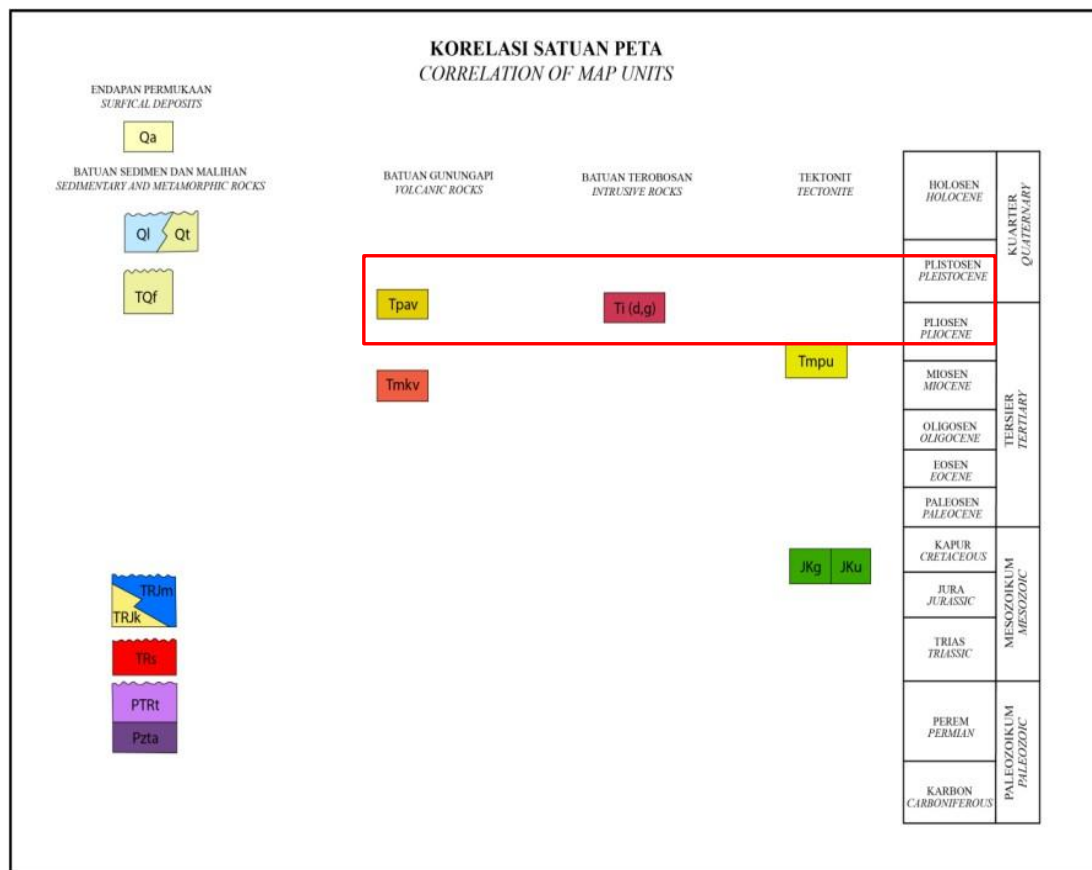 KORELASI SATUAN PETA
CORRELATION OF MAP UNITS
ENDAPAN PERMUKAAN
SURFICAL DEPOSITS
Qa
BATUAN SEDIMEN DAN MALIHAN
SEDIMENTARY AND METAMORPHIC ROCKS
BATUAN GUNUNGAPI
VOLCANIC ROCKS
BATUAN TEROBOSAN
INTRUSIVE ROCKS
TEKTONIT
TECTONITE
Ql
Qt
TQf
Tpav
Ti (d,g)
Tmpu
Tmkv
JKg
JKu
TRJm
TRJk
TRs
PTRt
Pzta
HOLOSEN
HOLOCENE
PLISTOSEN
PLEISTOCENE
PLIOSEN
PLIOCENE
MIOSEN
MIOCENE
OLIGOSEN
OLIGOCENE
EOSEN
EOCENE
PALEOSEN
PALEOCENE
KAPUR
CRETACEOUS
JURA
JURASSIC
TRIAS
TRIASSIC
PEREM
PERMIAN
KARBON
CARBONIFEROUS
KUARTER
QUATERNARY
TERSIER
TERTIARY
MESOZOIKUM
MESOZOIC
PALEOZOIKUM
PALEOZOIC